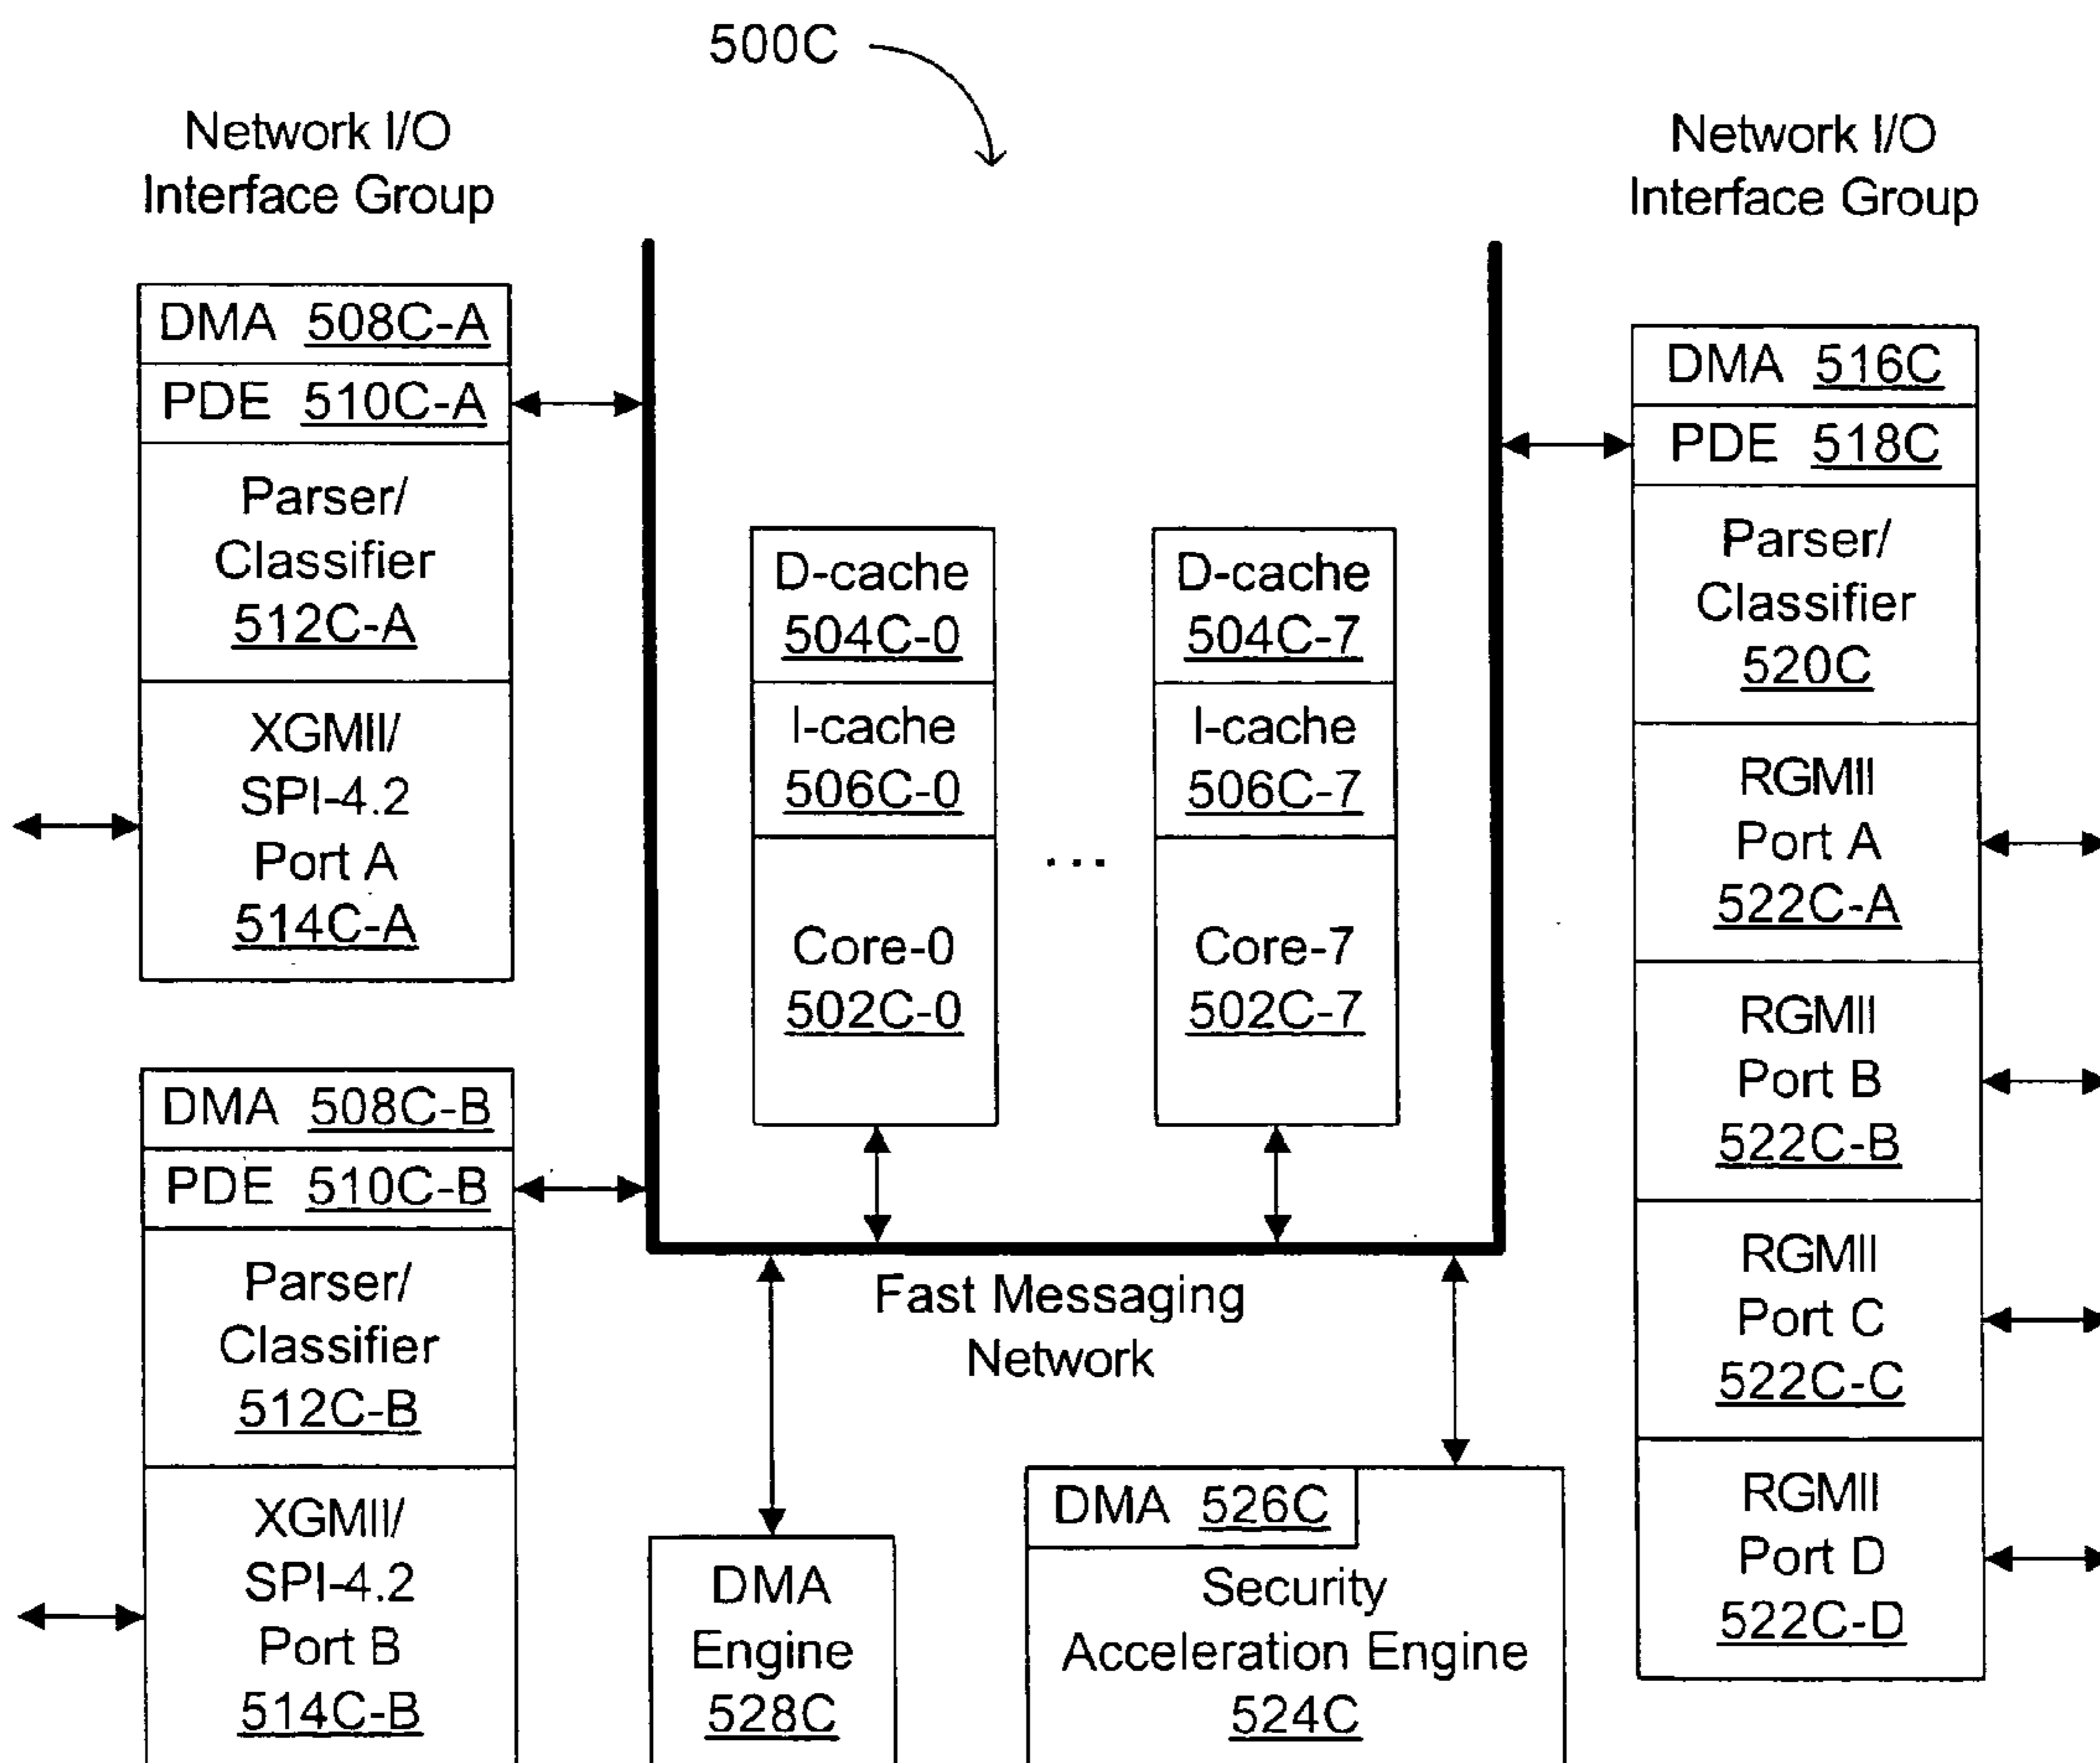 500C
Network I/O
Interface Group
DMA 508C-A
PDE 510C-A
Parser/
Classifier
512C-A
XGMII/
SPI-4.2
Port A
514C-A
DMA 508C-B
PDE 510C-B
Parser/
Classifier
512C-B
XGMII/
SPI-4.2
Port B
514C-B
D-cache
504C-0
I-cache
506C-0
Core-0
502C-0
...
D-cache
504C-7
I-cache
506C-7
Core-7
502C-7
Fast Messaging
Network
DMA
Engine
528C
DMA 526C
Security
Acceleration Engine
524C
Network I/O
Interface Group
DMA 516C
PDE 518C
Parser/
Classifier
520C
RGMII
Port A
522C-A
RGMII
Port B
522C-B
RGMII
Port C
522C-C
RGMII
Port D
522C-D